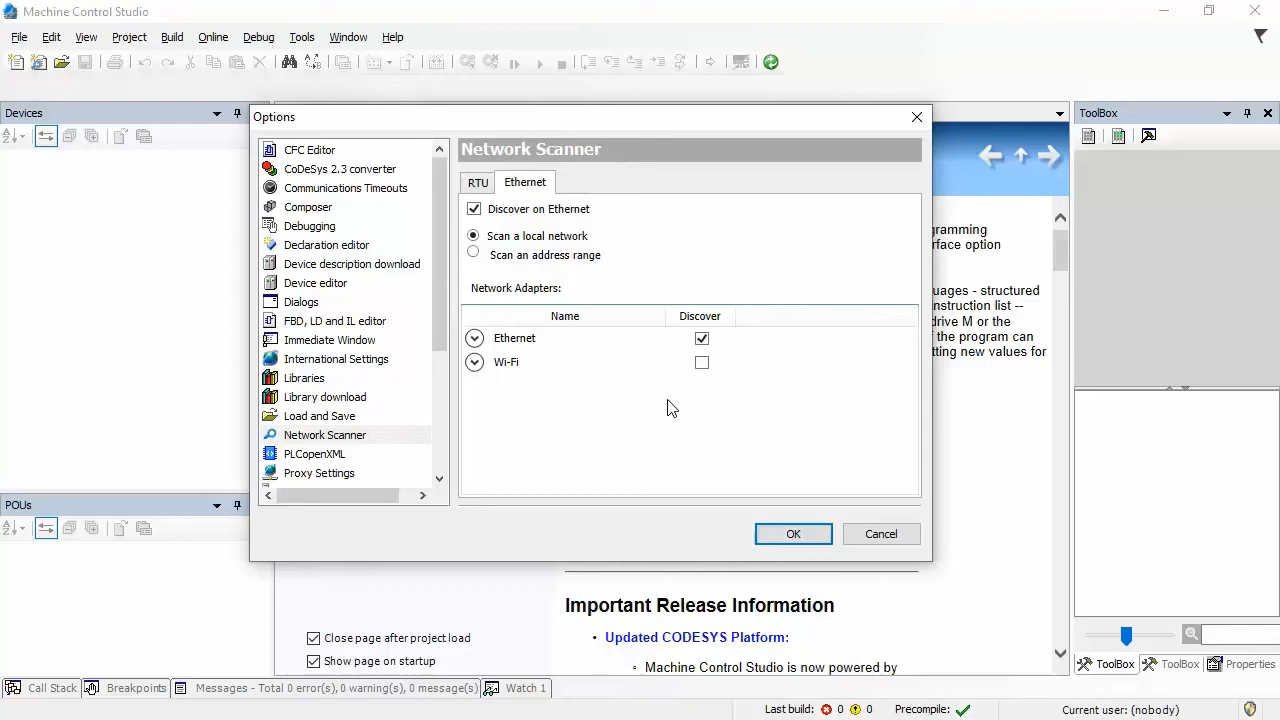 Machine Control Studio
File Edit View Project Build Online Debug Tools Window Help
Devices
ToolBox
Options
CFC Editor
CoDeSys 2.3 converter
Communications Timeouts
Composer
Debugging
Declaration editor
Device description download
Device editor
Dialogs
FBD, LD and IL editor
Immediate Window
International Settings
Libraries
Library download
Load and Save
Network Scanner
PLCopenXML
Proxy Settings
Network Scanner
RTU Ethernet
Discover on Ethernet
Scan a local network
Scan an address range
Network Adapters:
Name Discover
Ethernet
Wi-Fi
OK Cancel
gramming
rface option
uages - structured
nstruction list --
drive M or the
of the program can
tting new values for
POUs
Important Release Information
Updated CODESYS Platform:
Machine Control Studio is now powered by
Close page after project load
Show page on startup
ToolBox ToolBox Properties
Call Stack Breakpoints Messages - Total 0 error(s), 0 warning(s), 0 message(s) Watch 1
Last build: 0 0 Precompile: Current user: (nobody)